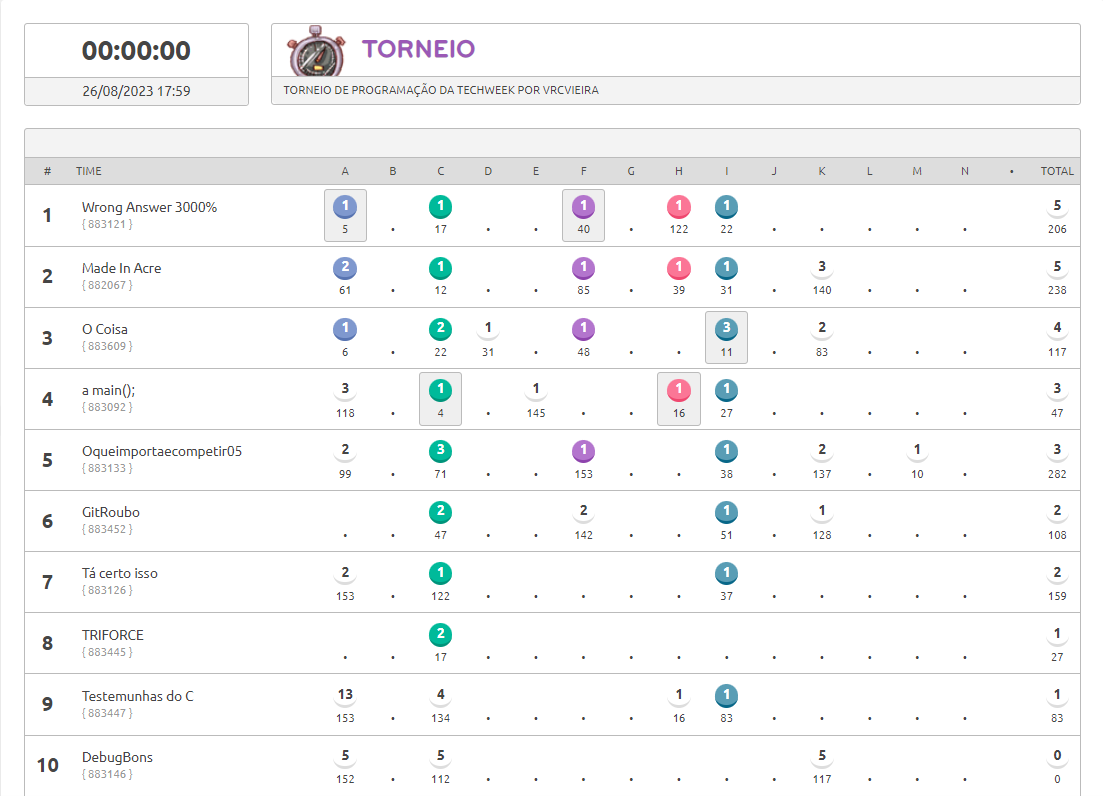 00:00:00
26/08/2023 17:59
TORNEIO
TORNEIO DE PROGRAMAÇÃO DA TECHWEEK POR VRCVIEIRA
# TIME A B C D E F G H I J K L M N • TOTAL
1 Wrong Answer 3000% 1 1 1 1 1 5
{ 883121 } 5 . 17 . . 40 . 122 22 . . . . . 206
2 Made In Acre 2 1 1 1 1 3 5
{ 882067 } 61 . 12 . . 85 . 39 31 . 140 . . . 238
3 O Coisa 1 2 1 1 3 2 4
{ 883609 } 6 . 22 31 . 48 . . 11 . 83 . . . 117
4 a main(); 3 1 1 1 1 3
{ 883092 } 118 . 4 . 145 . . 16 27 . . . . . 47
5 Oqueimportaecompetir05 2 3 1 1 2 1 3
{ 883133 } 99 . 71 . . 153 . . 38 . 137 . 10 . 282
6 GitRoubo 2 2 1 1 2
{ 883452 } . . 47 . . 142 . . 51 . 128 . . . 108
7 Tá certo isso 2 1 1 2
{ 883126 } 153 . 122 . . . . . 37 . . . . . 159
8 TRIFORCE 2 1
{ 883445 } . . 17 . . . . . . . . . . . 27
9 Testemunhas do C 13 4 1 1 1
{ 883447 } 153 . 134 . . . . 16 83 . . . . . 83
10 DebugBons 5 5 5 0
{ 883146 } 152 . 112 . . . . . . . 117 . . . 0